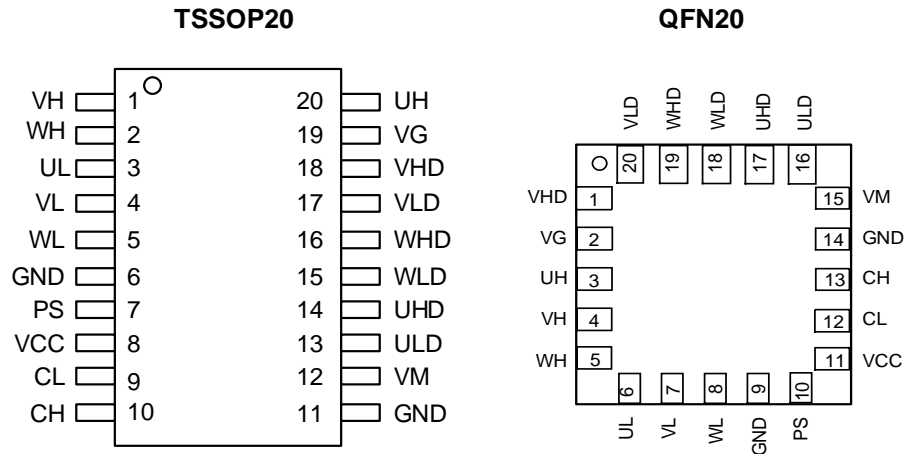 TSSOP20
VH 1 20 UH
WH 2 19 VG
UL 3 18 VHD
VL 4 17 VLD
WL 5 16 WHD
GND 6 15 WLD
PS 7 14 UHD
VCC 8 13 ULD
CL 9 12 VM
CH 10 11 GND
QFN20
VLD WHD WLD UHD ULD
20 19 18 17 16
VHD 1 15 VM
VG 2 14 GND
UH 3 13 CH
VH 4 12 CL
WH 5 11 VCC
6 7 8 9 10
UL VL WL GND PS